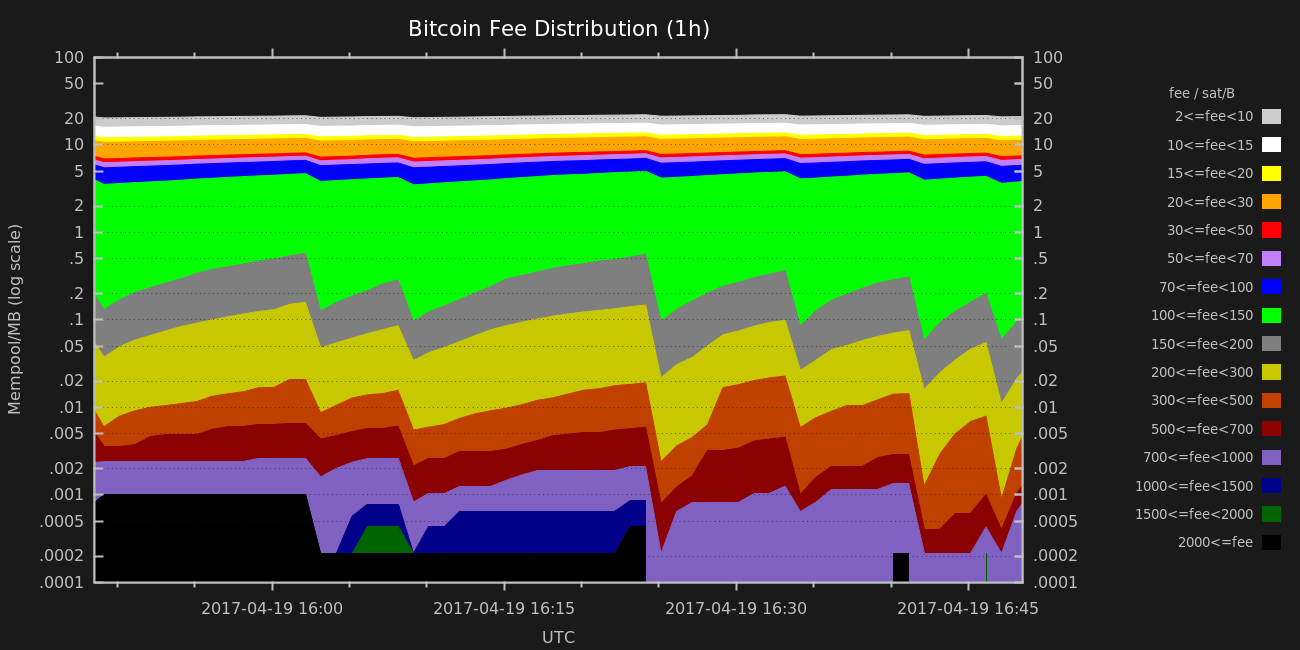 Bitcoin Fee Distribution (1h)
100
50
20
10
5
2
1
.5
.2
.1
.05
.02
.01
.005
.002
.001
.0005
.0002
.0001
Mempool/MB (log scale)
100
50
20
10
5
2
1
.5
.2
.1
.05
.02
.01
.005
.002
.001
.0005
.0002
.0001
2017-04-19 16:00
2017-04-19 16:15
2017-04-19 16:30
2017-04-19 16:45
UTC
fee / sat/B
2<=fee<10
10<=fee<15
15<=fee<20
20<=fee<30
30<=fee<50
50<=fee<70
70<=fee<100
100<=fee<150
150<=fee<200
200<=fee<300
300<=fee<500
500<=fee<700
700<=fee<1000
1000<=fee<1500
1500<=fee<2000
2000<=fee